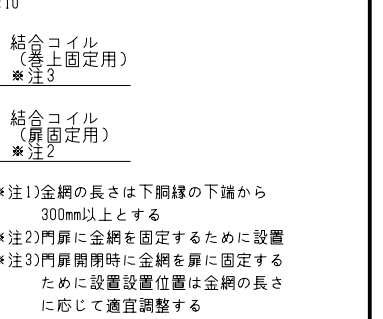 :10
結合コイル
(巻上固定用)
※注3
結合コイル
(扉固定用)
※注2
※注1)金網の長さは下胴縁の下端から
300mm以上とする
※注2)門扉に金網を固定するために設置
※注3)門扉開閉時に金網を扉に固定する
ために設置設置位置は金網の長さ
に応じて適宜調整する